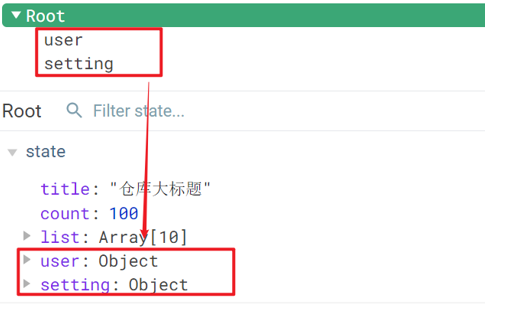 Root
user
setting
Root Filter state...
state
title: "仓库大标题"
count: 100
list: Array[10]
user: Object
setting: Object